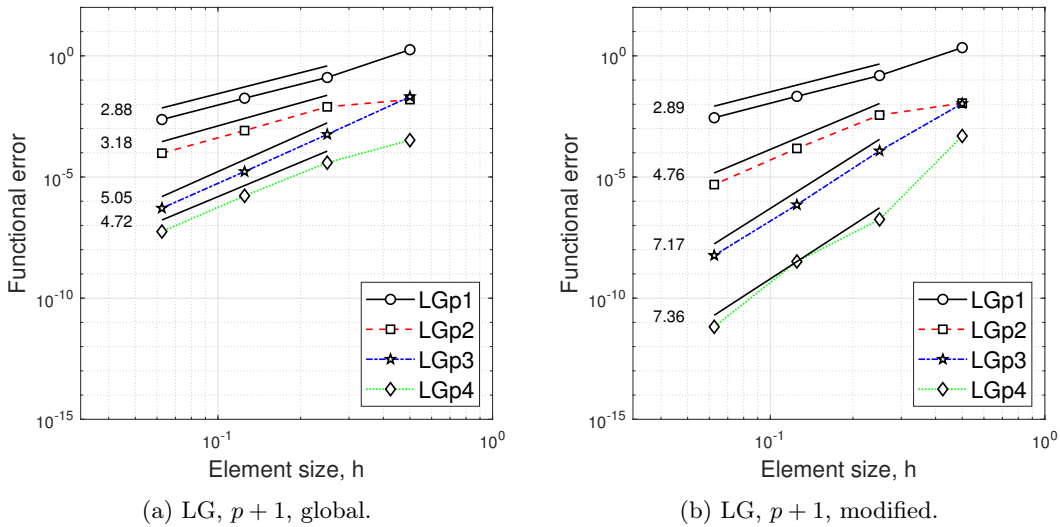 10^0
10^-5
10^-10
10^-15
Functional error
2.88
3.18
5.05
4.72
LGp1
LGp2
LGp3
LGp4
10^-1
10^0
Element size, h
(a) LG, p + 1, global.
10^0
10^-5
10^-10
10^-15
Functional error
2.89
4.76
7.17
7.36
LGp1
LGp2
LGp3
LGp4
10^-1
10^0
Element size, h
(b) LG, p + 1, modified.